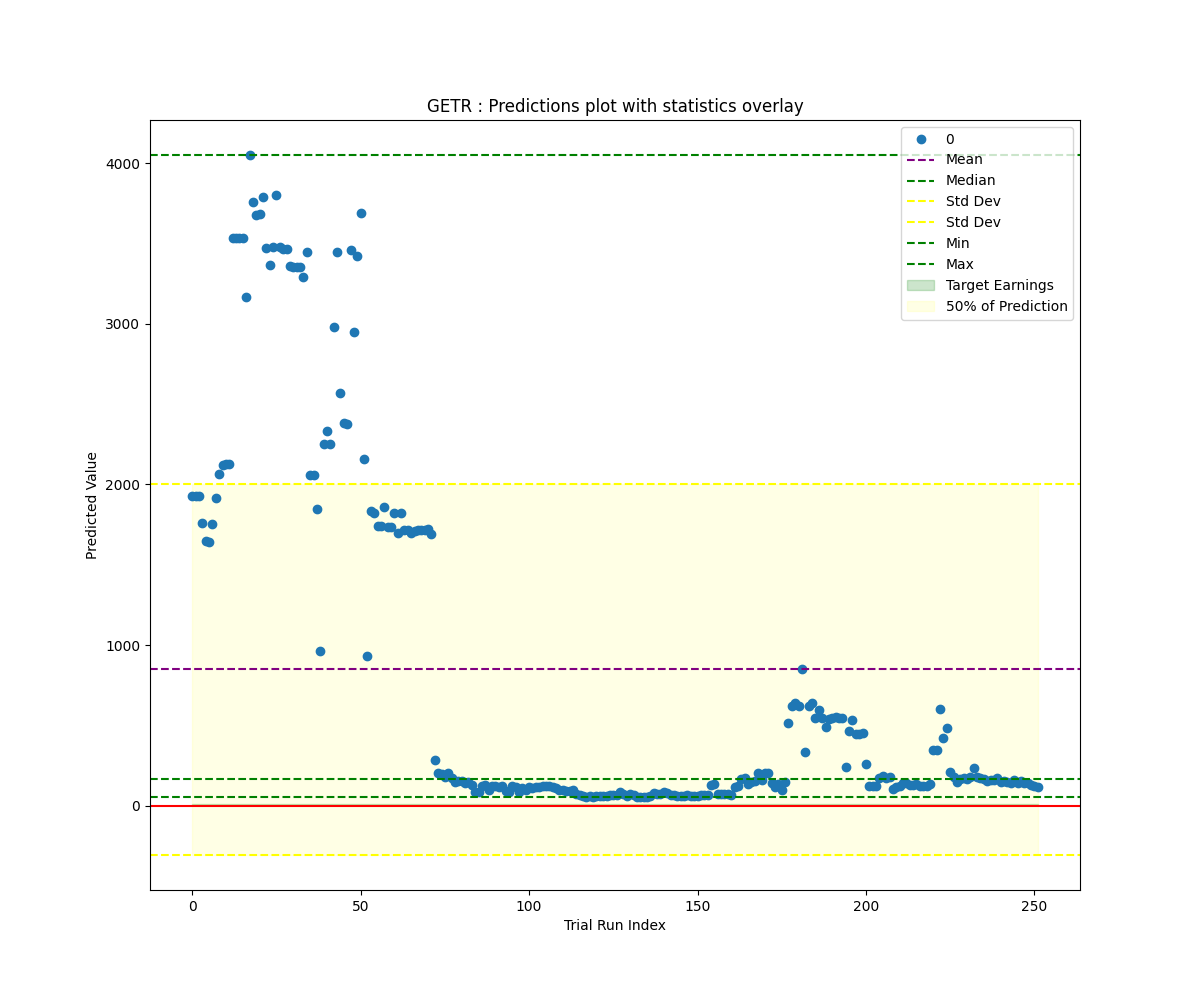 GETR : Predictions plot with statistics overlay
4000
3000
2000
1000
0
Predicted Value
0
50
100
150
200
250
Trial Run Index
0
Mean
Median
Std Dev
Std Dev
Min
Max
Target Earnings
50% of Prediction